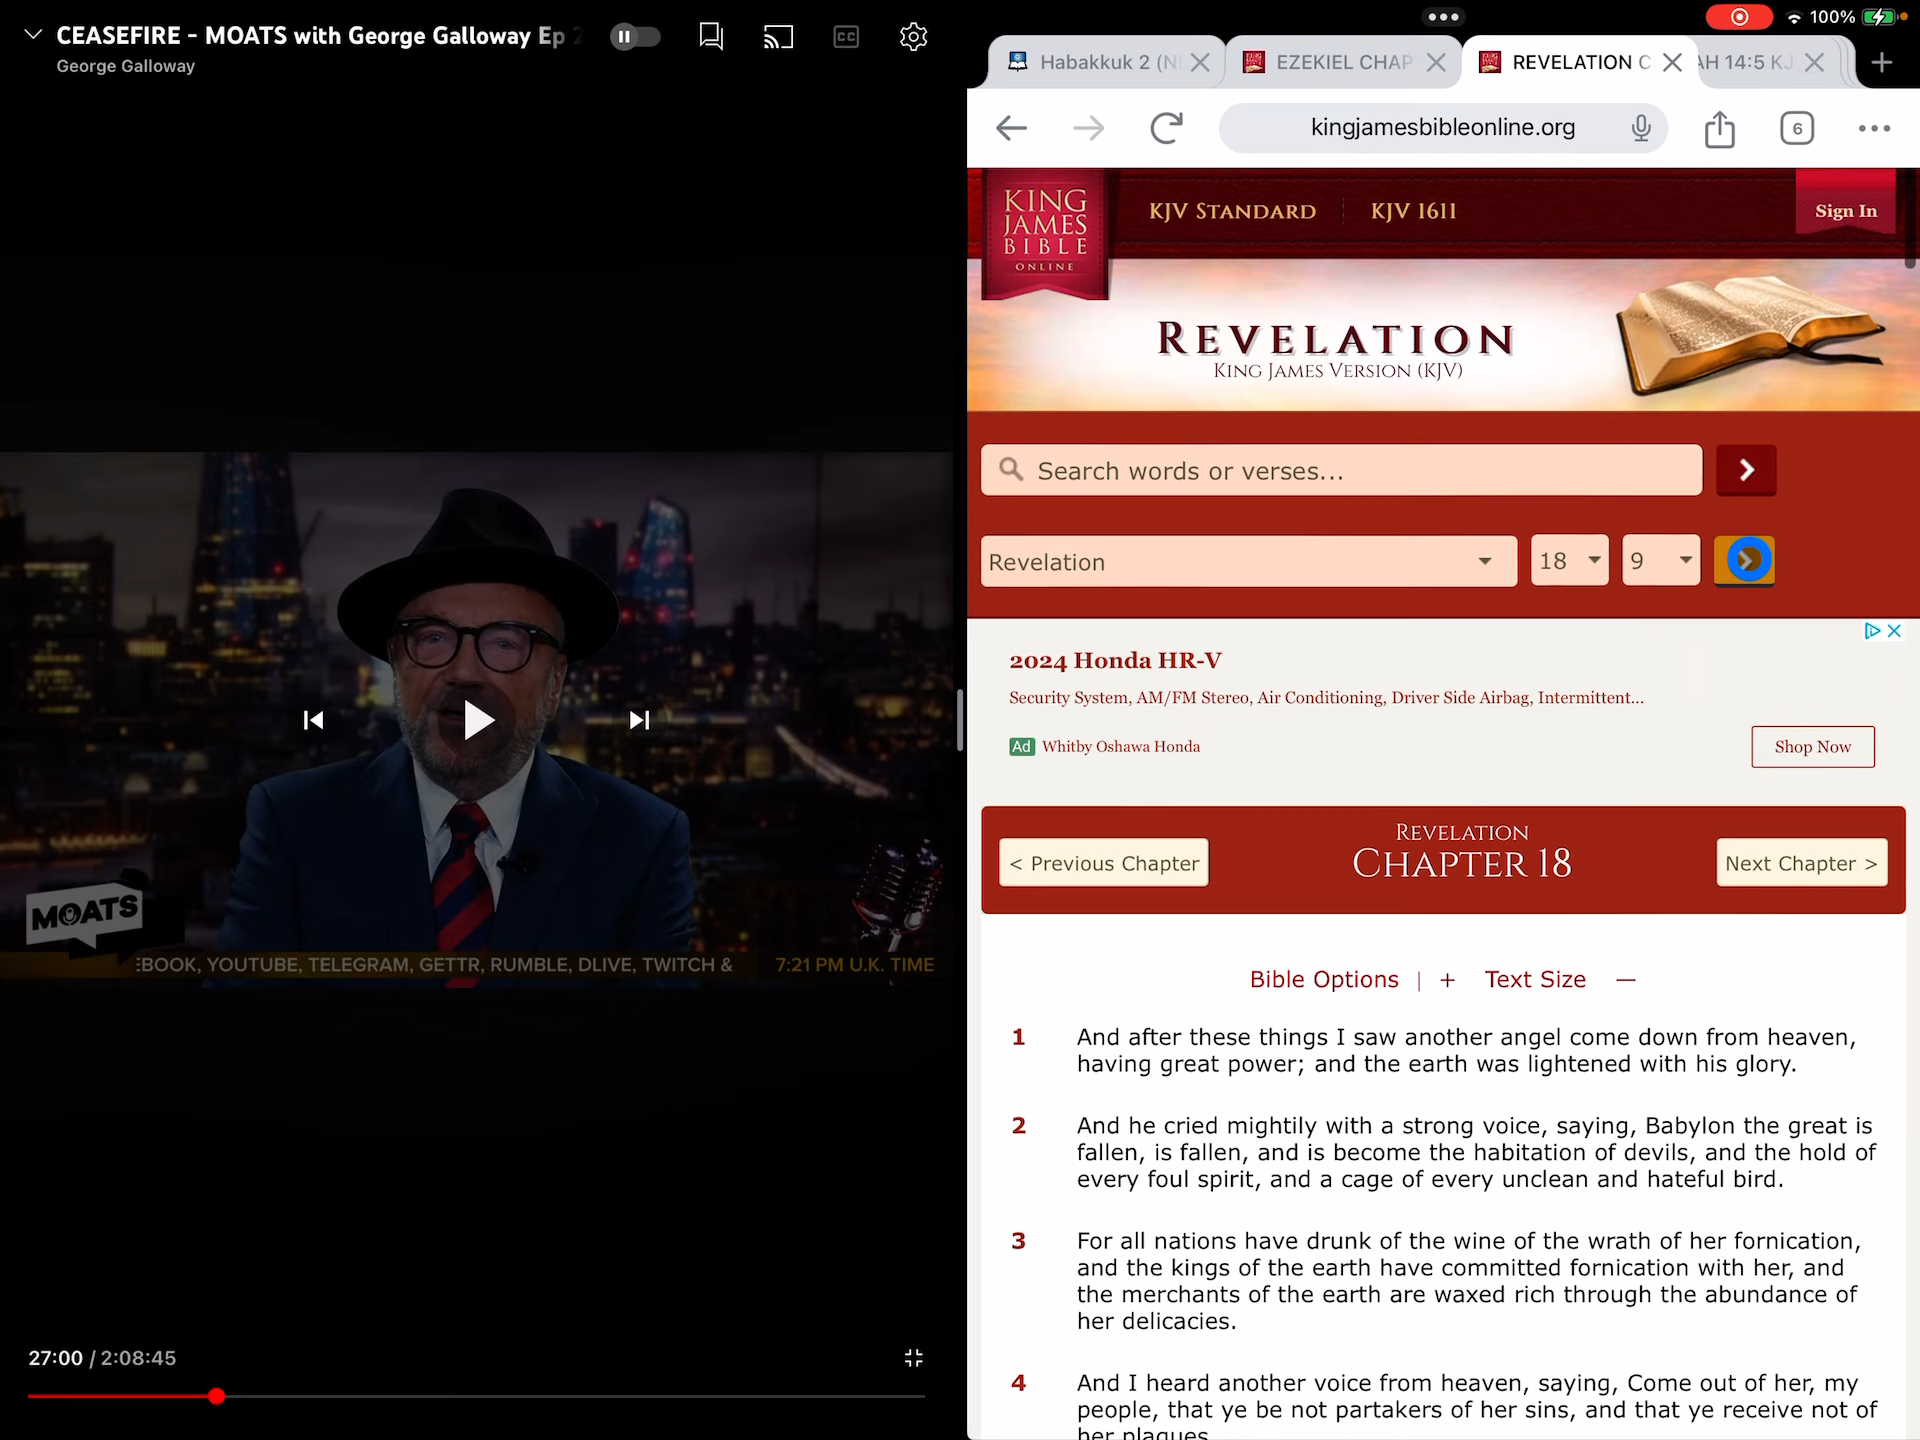 CEASEFIRE - MOATS with George Galloway Ep
George Galloway
CC
MOATS
BOOK, YOUTUBE, TELEGRAM, GETTR, RUMBLE, DLIVE, TWITCH &
7:21 PM U.K. TIME
27:00 / 2:08:45
100%
Habakkuk 2 (N
EZEKIEL CHAP
REVELATION C
AH 14:5 KJ
kingjamesbibleonline.org
6
KING
JAMES
BIBLE
ONLINE
KJV STANDARD
KJV 1611
Sign In
REVELATION
KING JAMES VERSION (KJV)
Search words or verses...
Revelation
18
9
2024 Honda HR-V
Security System, AM/FM Stereo, Air Conditioning, Driver Side Airbag, Intermittent...
Ad Whitby Oshawa Honda
Shop Now
< Previous Chapter
REVELATION
CHAPTER 18
Next Chapter >
Bible Options | + Text Size —
1 And after these things I saw another angel come down from heaven,
having great power; and the earth was lightened with his glory.
2 And he cried mightily with a strong voice, saying, Babylon the great is
fallen, is fallen, and is become the habitation of devils, and the hold of
every foul spirit, and a cage of every unclean and hateful bird.
3 For all nations have drunk of the wine of the wrath of her fornication,
and the kings of the earth have committed fornication with her, and
the merchants of the earth are waxed rich through the abundance of
her delicacies.
4 And I heard another voice from heaven, saying, Come out of her, my
people, that ye be not partakers of her sins, and that ye receive not of
her plagues